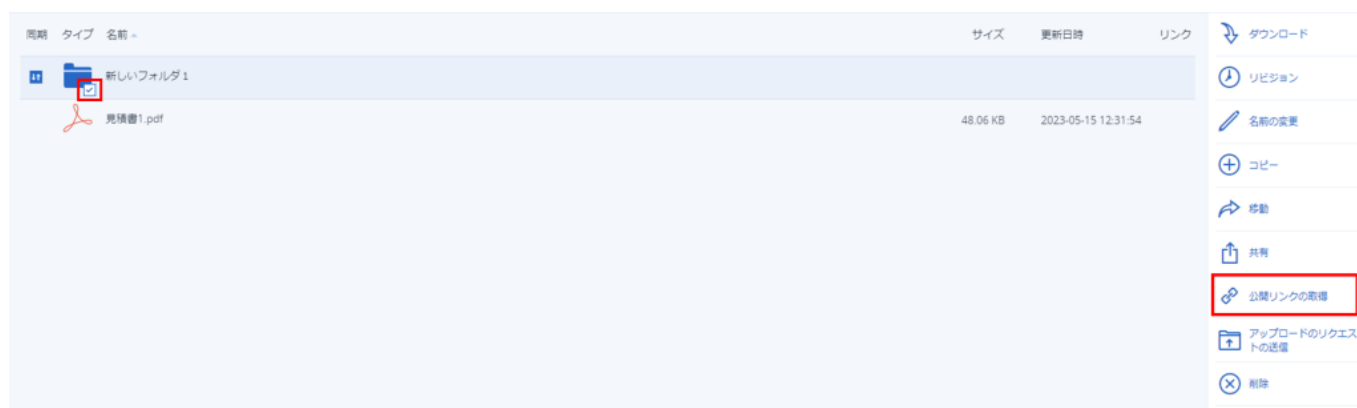 同期 タイプ 名前 サイズ 更新日時 リンク
新しいフォルダ1
見積書1.pdf 48.06 KB 2023-05-15 12:31:54
ダウンロード
リビジョン
名前の変更
コピー
移動
共有
公開リンクの取得
アップロードのリクエス
トの送信
削除